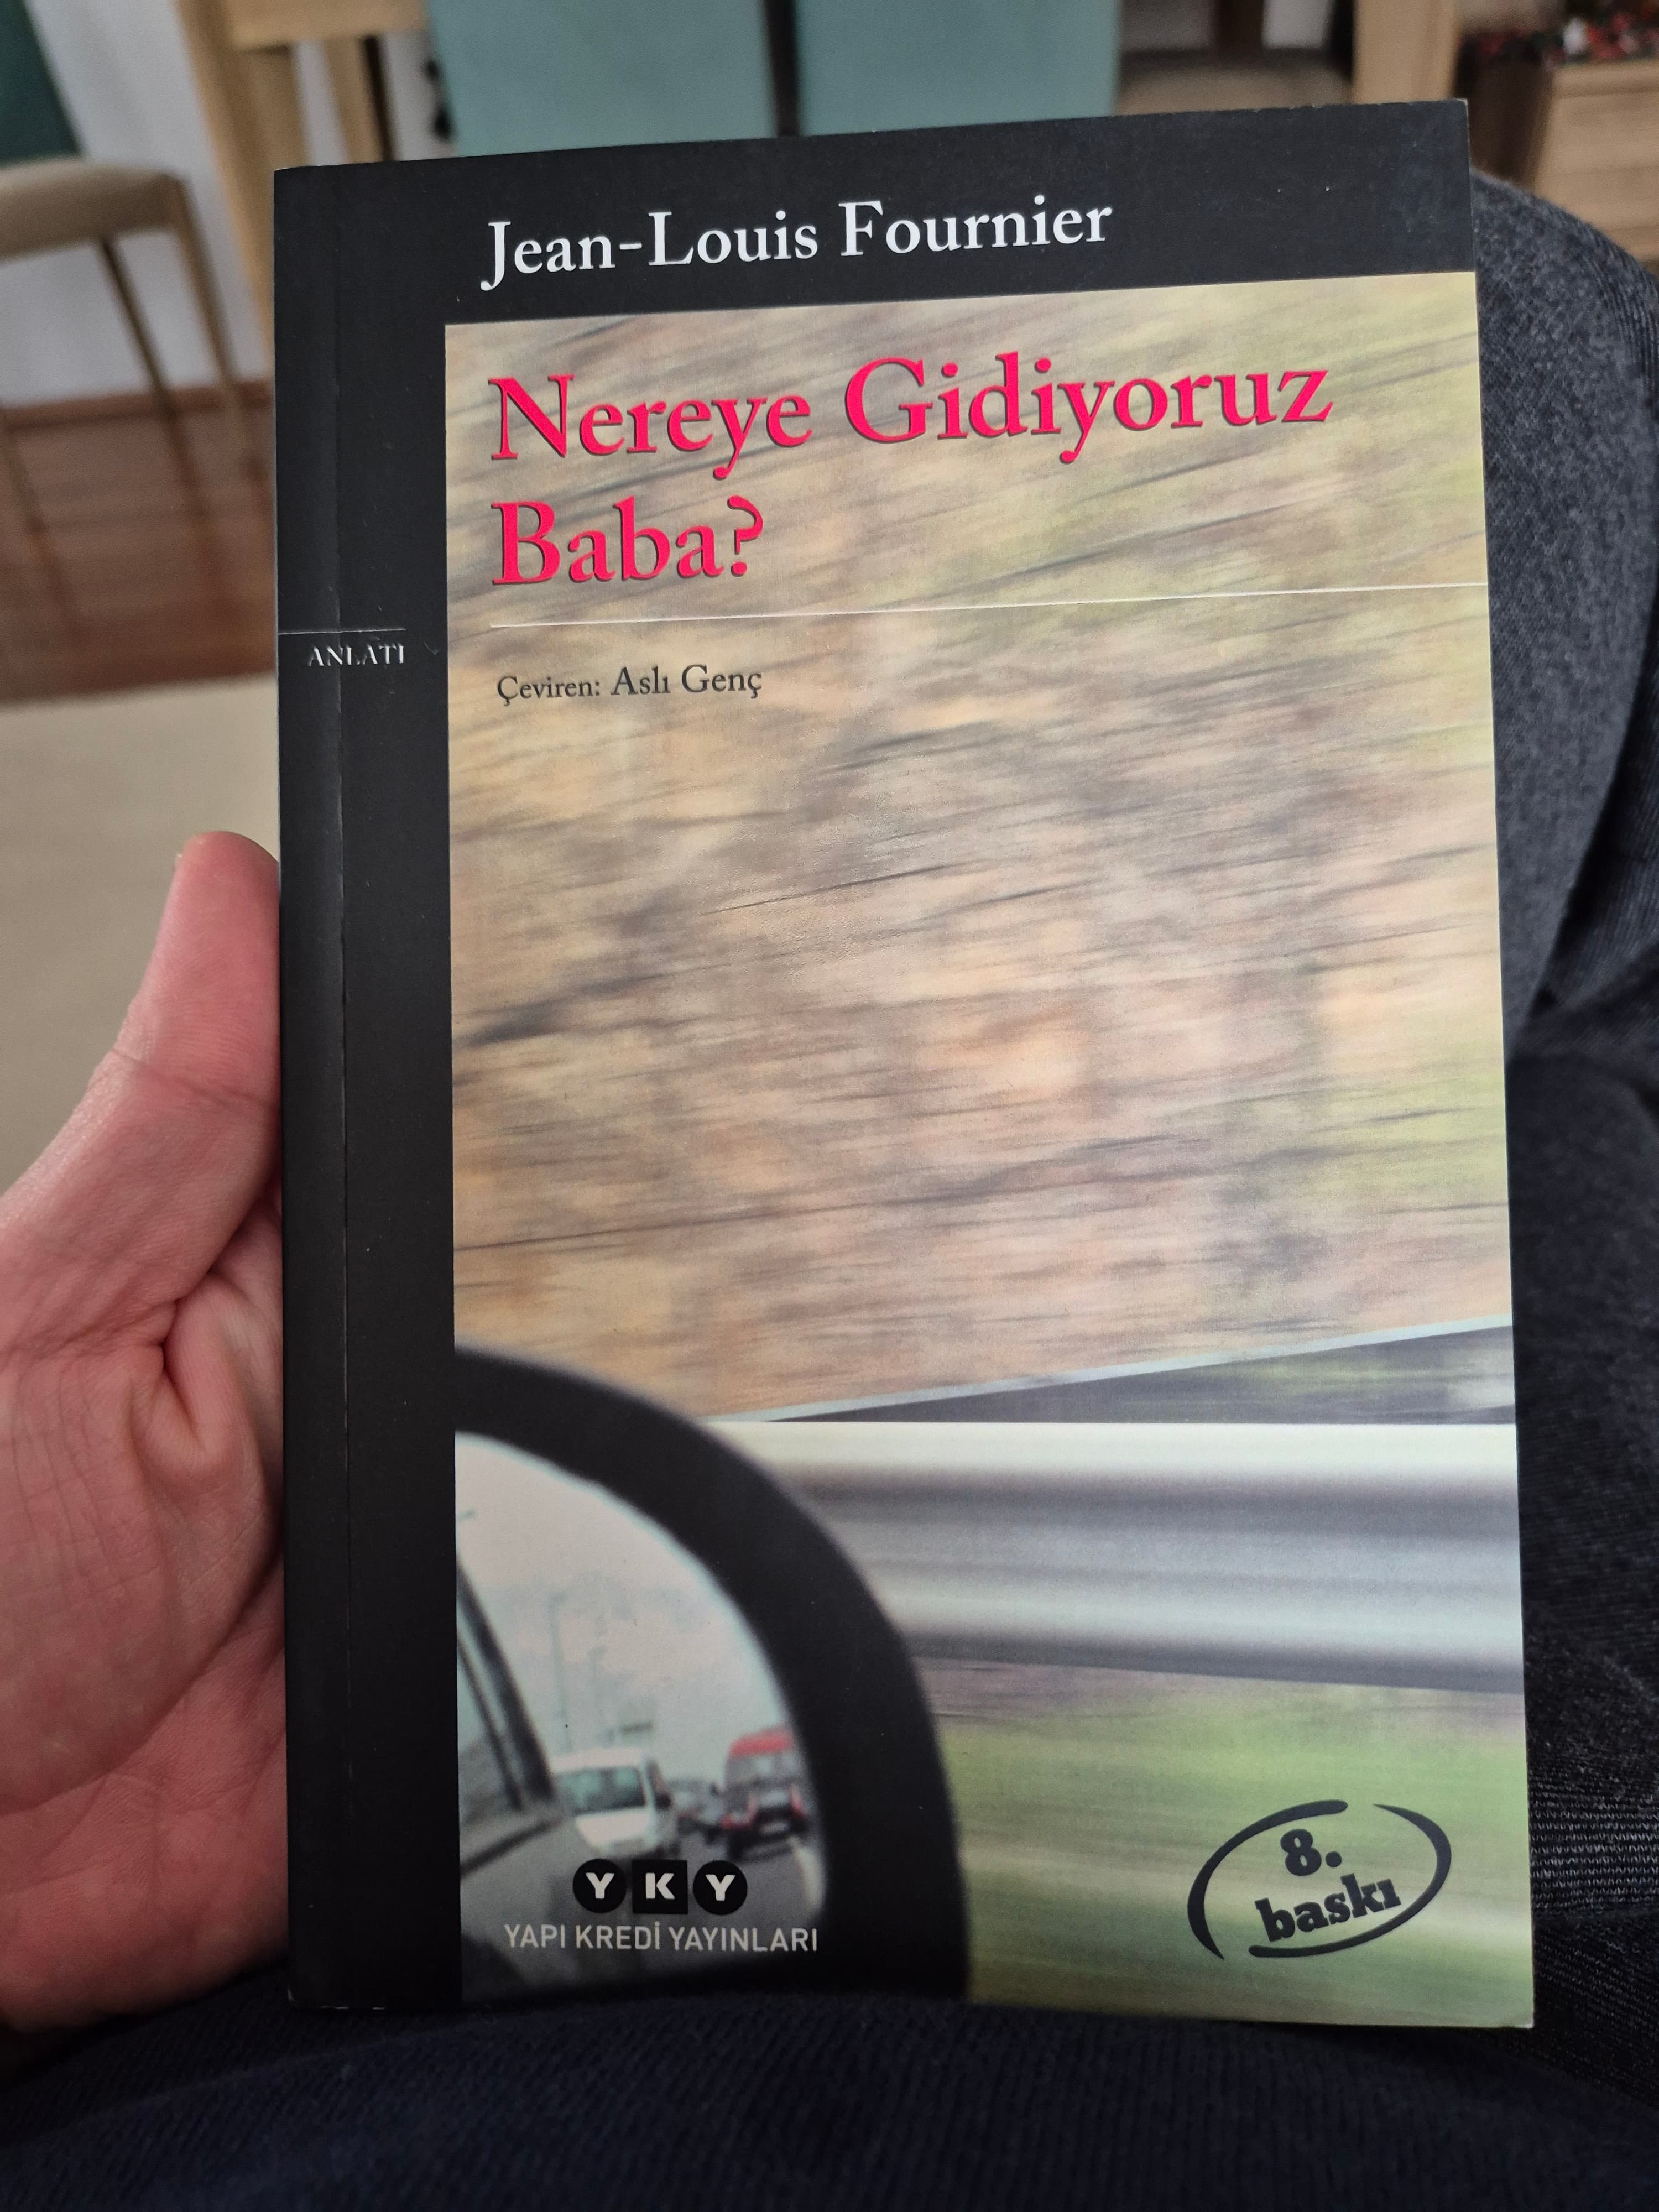 Jean-Louis Fournier
Nereye Gidiyoruz
Baba?
ANLATI
Çeviren: Aslı Genç
YKY
YAPI KREDİ YAYINLARI
8.
baskı